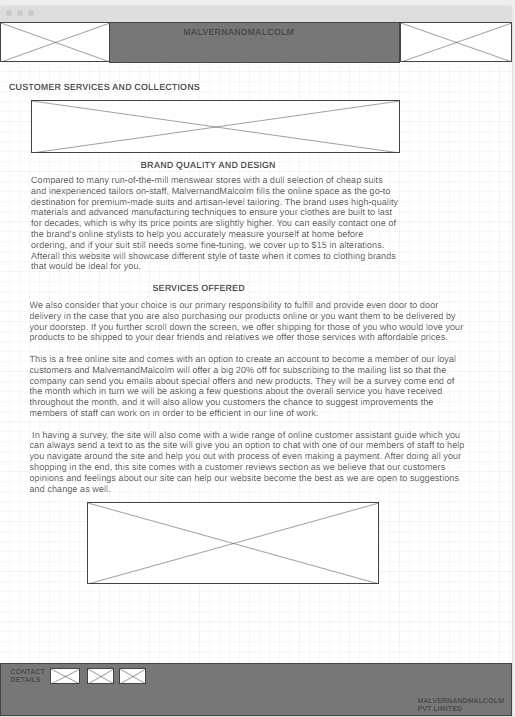 MALVERNANDMALCOLM
CUSTOMER SERVICES AND COLLECTIONS
BRAND QUALITY AND DESIGN
Compared to many run-of-the-mill menswear stores with a dull selection of cheap suits
and inexperienced tailors on-staff, MalvernandMalcolm fills the online space as the go-to
destination for premium-made suits and artisan-level tailoring. The brand uses high-quality
materials and advanced manufacturing techniques to ensure your clothes are built to last
for decades, which is why its price points are slightly higher. You can easily contact one of
the brand's online stylists to help you accurately measure yourself at home before
ordering, and if your suit still needs some fine-tuning, we cover up to $15 in alterations.
Afterall this website will showcase different style of taste when it comes to clothing brands
that would be ideal for you.
SERVICES OFFERED
We also consider that your choice is our primary responsibility to fulfill and provide even door to door
delivery in the case that you are also purchasing our products online or you want them to be delivered by
your doorstep. If you further scroll down the screen, we offer shipping for those of you who would love your
products to be shipped to your dear friends and relatives we offer those services with affordable prices.
This is a free online site and comes with an option to create an account to become a member of our loyal
customers and MalvernandMalcolm will offer a big 20% off for subscribing to the mailing list so that the
company can send you emails about special offers and new products. They will be a survey come end of
the month which in turn we will be asking a few questions about the overall service you have received
throughout the month, and it will also allow you customers the chance to suggest improvements the
members of staff can work on in order to be efficient in our line of work.
In having a survey, the site will also come with a wide range of online customer assistant guide which you
can always send a text to as the site will give you an option to chat with one of our members of staff to help
you navigate around the site and help you out with process of even making a payment. After doing all your
shopping in the end, this site comes with a customer reviews section as we believe that our customers
opinions and feelings about our site can help our website become the best as we are open to suggestions
and change as well.
CONTACT
DETAILS
MALVERNANDMALCOLM
PVT LIMITED